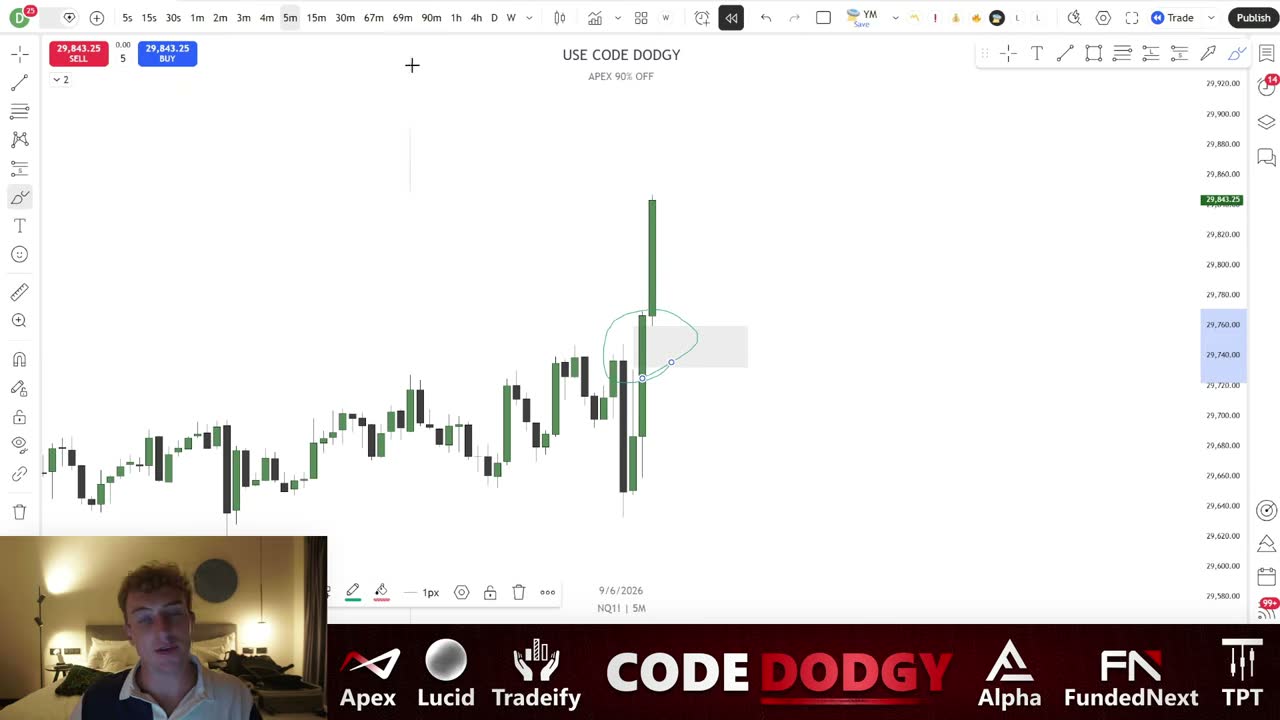 D 25 5s 15s 30s 1m 2m 3m 4m 5m 15m 30m 67m 69m 90m 1h 4h D W W YM Save L L Trade Publish
29,843.25 SELL
0.00
5
29,843.25 BUY
2
USE CODE DODGY
APEX 90% OFF
T
L
S
14
29,920.00
29,900.00
29,880.00
29,860.00
29,843.25
29,820.00
29,800.00
29,780.00
29,760.00
29,740.00
29,720.00
29,700.00
29,680.00
29,660.00
29,640.00
29,620.00
29,600.00
29,580.00
99+
1px
9/6/2026
NQ1! | 5M
Apex
Lucid
Tradeify
CODE DODGY
Alpha
FN
FundedNext
TPT